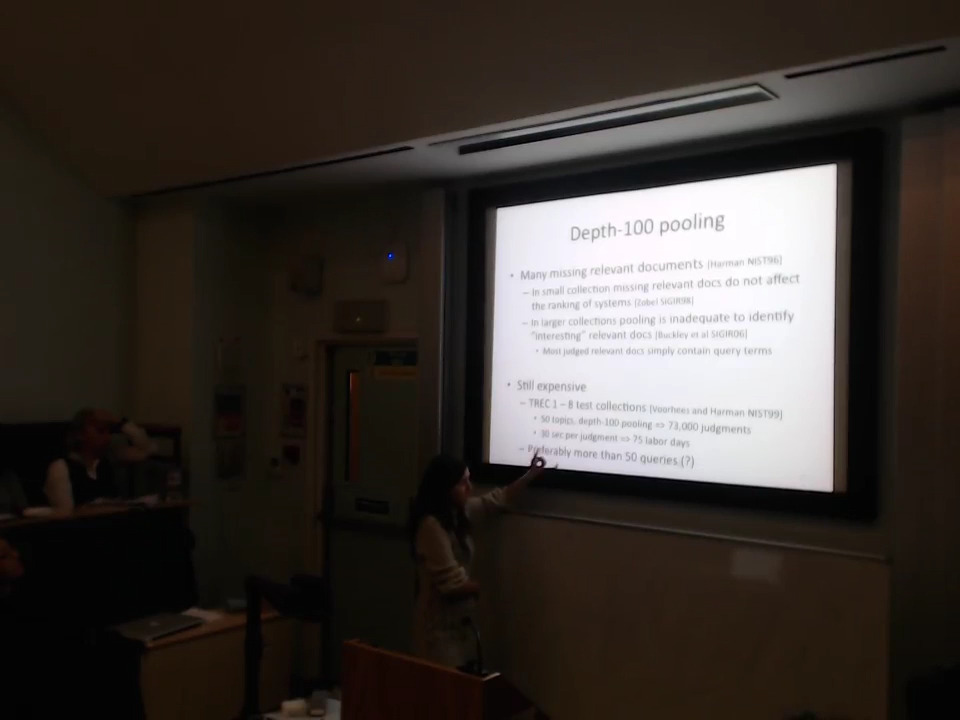 Depth-100 pooling
• Many missing relevant documents [Harman NIST96]
– In small collection missing relevant docs do not affect
the ranking of systems [Zobel SIGIR98]
– In larger collections pooling is inadequate to identify
"interesting" relevant docs [Buckley et al SIGIR06]
• Most judged relevant docs simply contain query terms
• Still expensive
– TREC 1 – 8 test collections [Voorhees and Harman NIST99]
• 50 topics, depth-100 pooling => 73,000 judgments
• 30 sec per judgment => 75 labor days
– Preferably more than 50 queries (?)